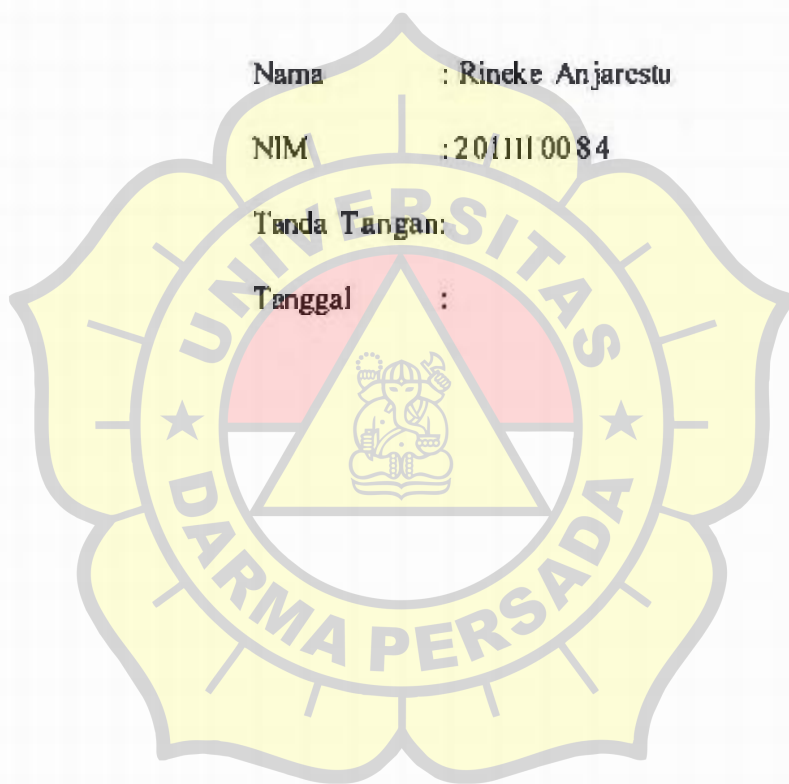 Nama : Rineke Anjarestu
NIM : 2011110084
Tanda Tangan:
Tanggal :
UNIVERSITAS
DARMA PERSADA